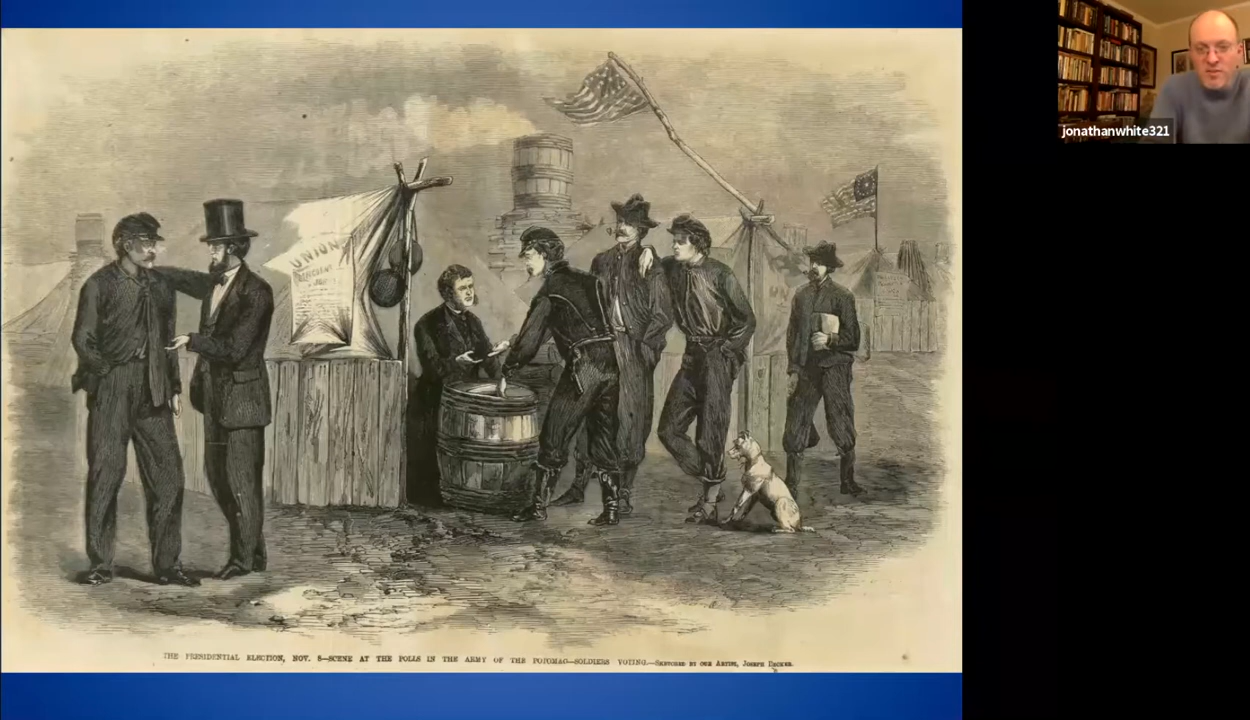 UNION
THE PRESIDENTIAL ELECTION, NOV. 8—SCENE AT THE POLLS IN THE ARMY OF THE POTOMAC—SOLDIERS VOTING.—SKETCHED BY OUR ARTIST, JOSEPH BECKER.
jonathanwhite321